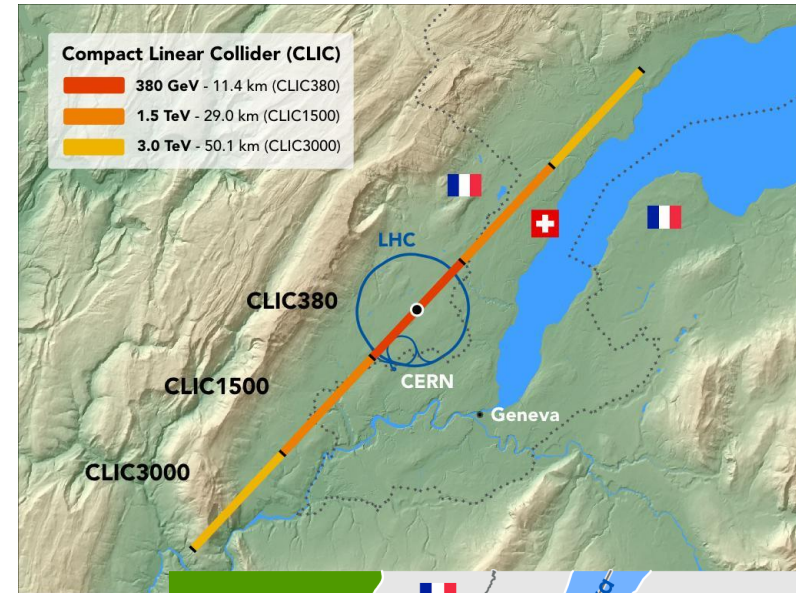 Compact Linear Collider (CLIC)
380 GeV - 11.4 km (CLIC380)
1.5 TeV - 29.0 km (CLIC1500)
3.0 TeV - 50.1 km (CLIC3000)
LHC
CLIC380
CLIC1500
CERN
Geneva
CLIC3000